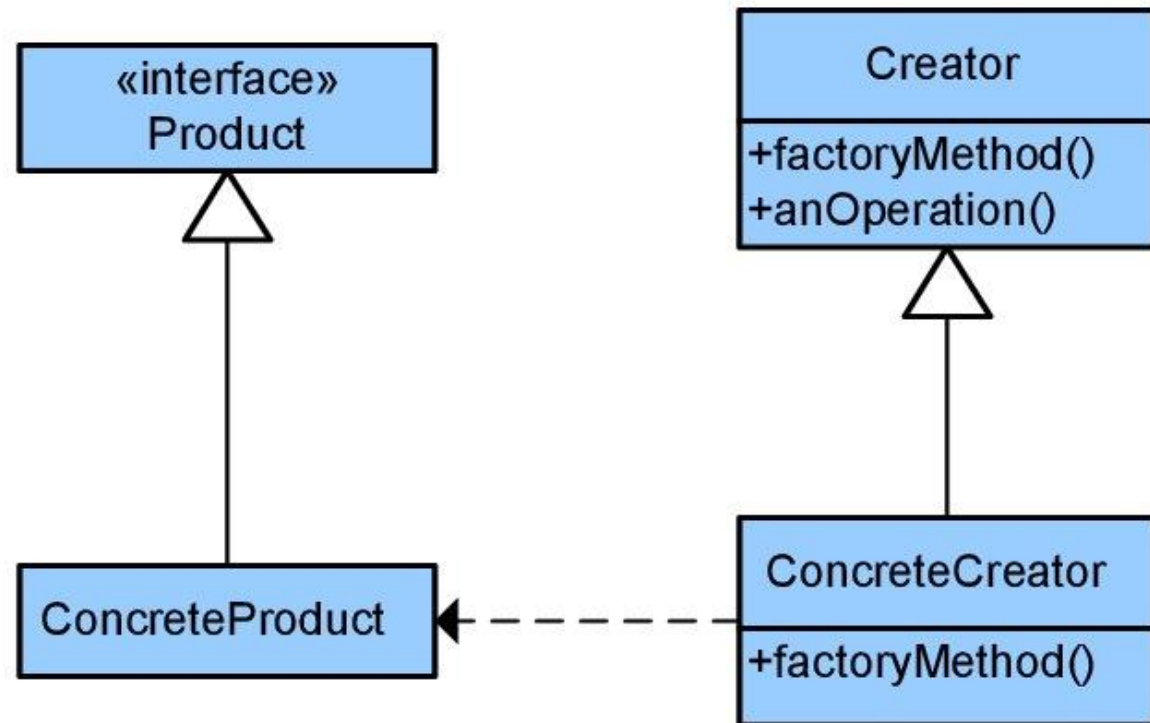 «interface»
Product
Creator
+factoryMethod()
+anOperation()
ConcreteProduct
ConcreteCreator
+factoryMethod()